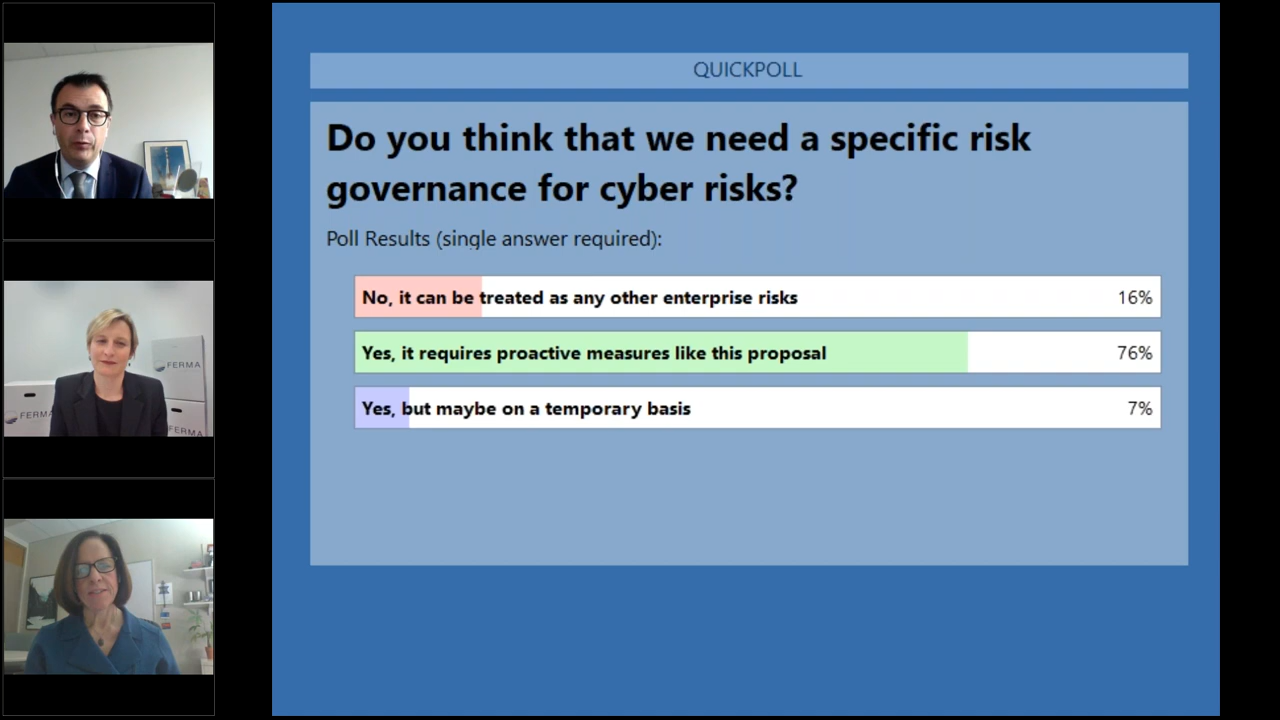 QUICKPOLL
Do you think that we need a specific risk
governance for cyber risks?
Poll Results (single answer required):
No, it can be treated as any other enterprise risks 16%
Yes, it requires proactive measures like this proposal 76%
Yes, but maybe on a temporary basis 7%
FERMA
FERMA
FERMA